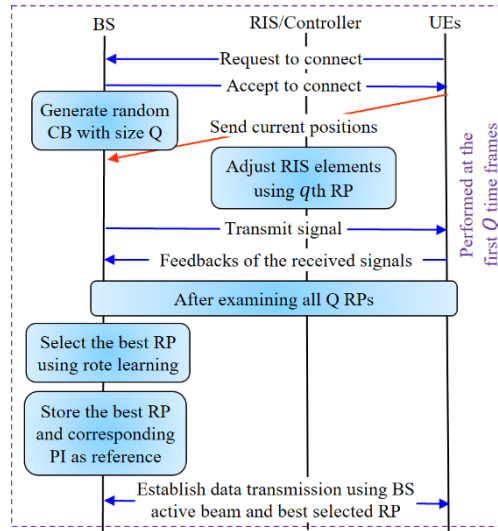 BS
RIS/Controller
UEs
Request to connect
Accept to connect
Generate random
CB with size Q
Send current positions
Adjust RIS elements
using qth RP
Transmit signal
Feedbacks of the received signals
Performed at the
first Q time frames
After examining all Q RPs
Select the best RP
using rote learning
Store the best RP
and corresponding
PI as reference
Establish data transmission using BS
active beam and best selected RP